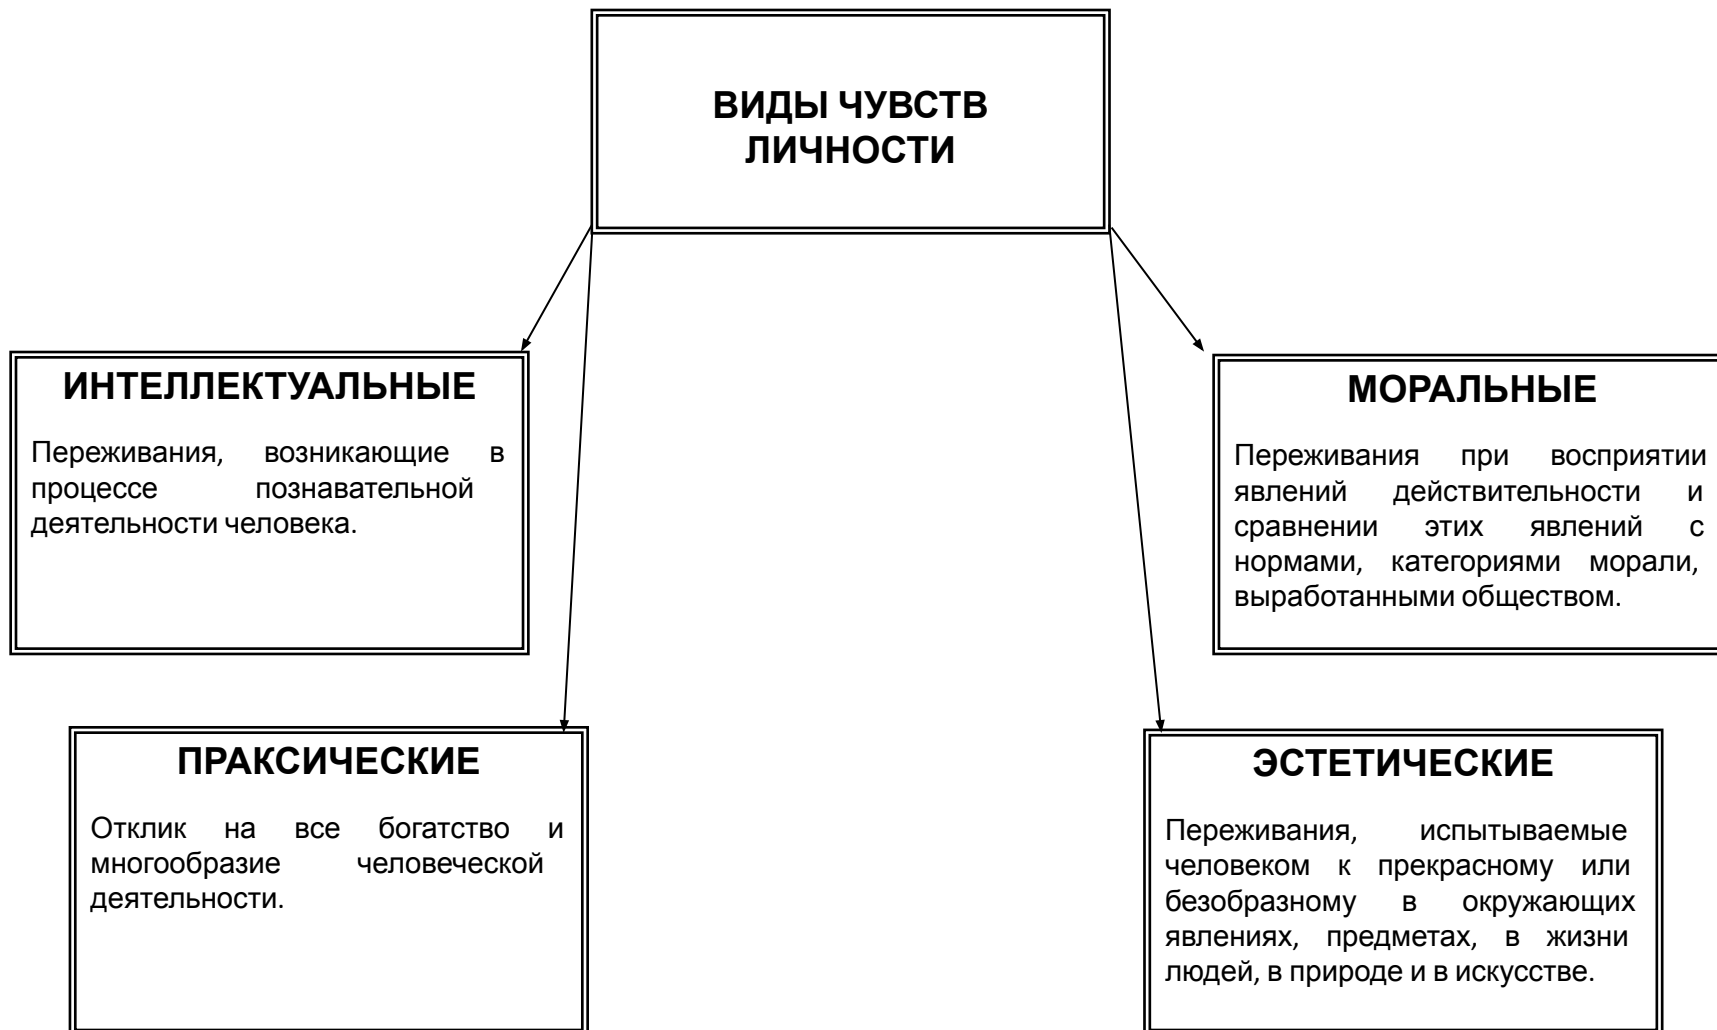 ВИДЫ ЧУВСТВ
ЛИЧНОСТИ
ИНТЕЛЛЕКТУАЛЬНЫЕ
Переживания, возникающие в
процессе познавательной
деятельности человека.
МОРАЛЬНЫЕ
Переживания при восприятии
явлений действительности и
сравнении этих явлений с
нормами, категориями морали,
выработанными обществом.
ПРАКСИЧЕСКИЕ
Отклик на все богатство и
многообразие человеческой
деятельности.
ЭСТЕТИЧЕСКИЕ
Переживания, испытываемые
человеком к прекрасному или
безобразному в окружающих
явлениях, предметах, в жизни
людей, в природе и в искусстве.